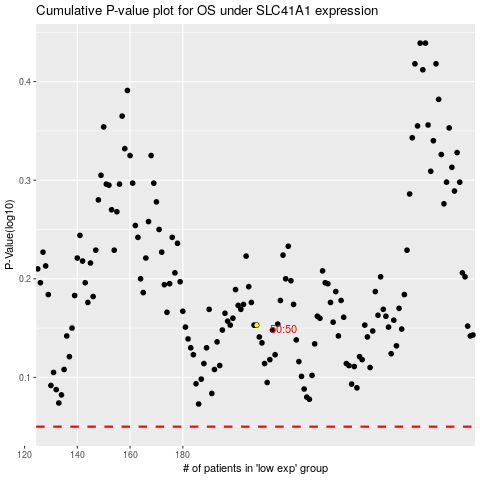 Cumulative P-value plot for OS under SLC41A1 expression
P-Value(log10)
0.4
0.3
0.2
0.1
50:50
120 140 160 180
# of patients in 'low exp' group